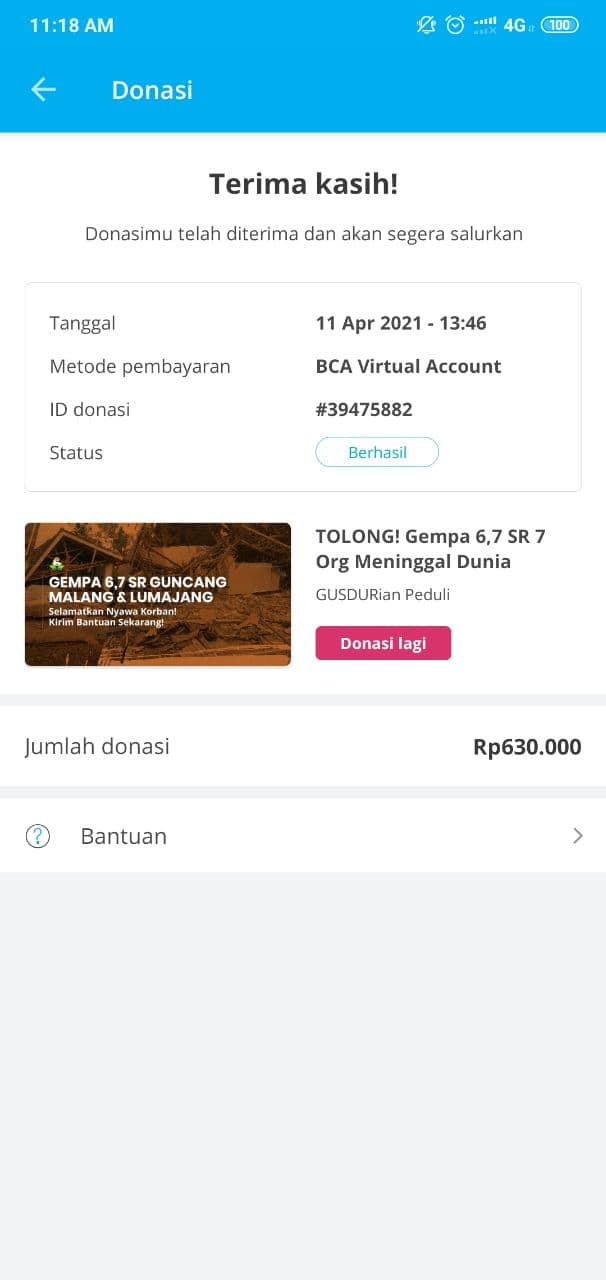 11:18 AM
4G
100
Donasi
Terima kasih!
Donasimu telah diterima dan akan segera salurkan
Tanggal 11 Apr 2021 - 13:46
Metode pembayaran BCA Virtual Account
ID donasi #39475882
Status Berhasil
GEMPA 6,7 SR GUNCANG
MALANG & LUMAJANG
Selamatkan Nyawa Korban!
Kirim Bantuan Sekarang!
TOLONG! Gempa 6,7 SR 7
Org Meninggal Dunia
GUSDURian Peduli
Donasi lagi
Jumlah donasi Rp630.000
? Bantuan